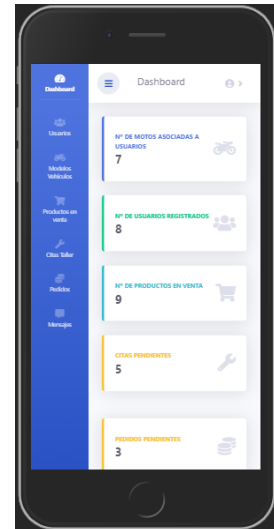 Dashboard
Usuarios
Modelos
Vehículos
Productos en
venta
Citas Taller
Pedidos
Mensajes
Dashboard
Nº DE MOTOS ASOCIADAS A
USUARIOS
7
Nº DE USUARIOS REGISTRADOS
8
Nº DE PRODUCTOS EN VENTA
9
CITAS PENDIENTES
5
PEDIDOS PENDIENTES
3